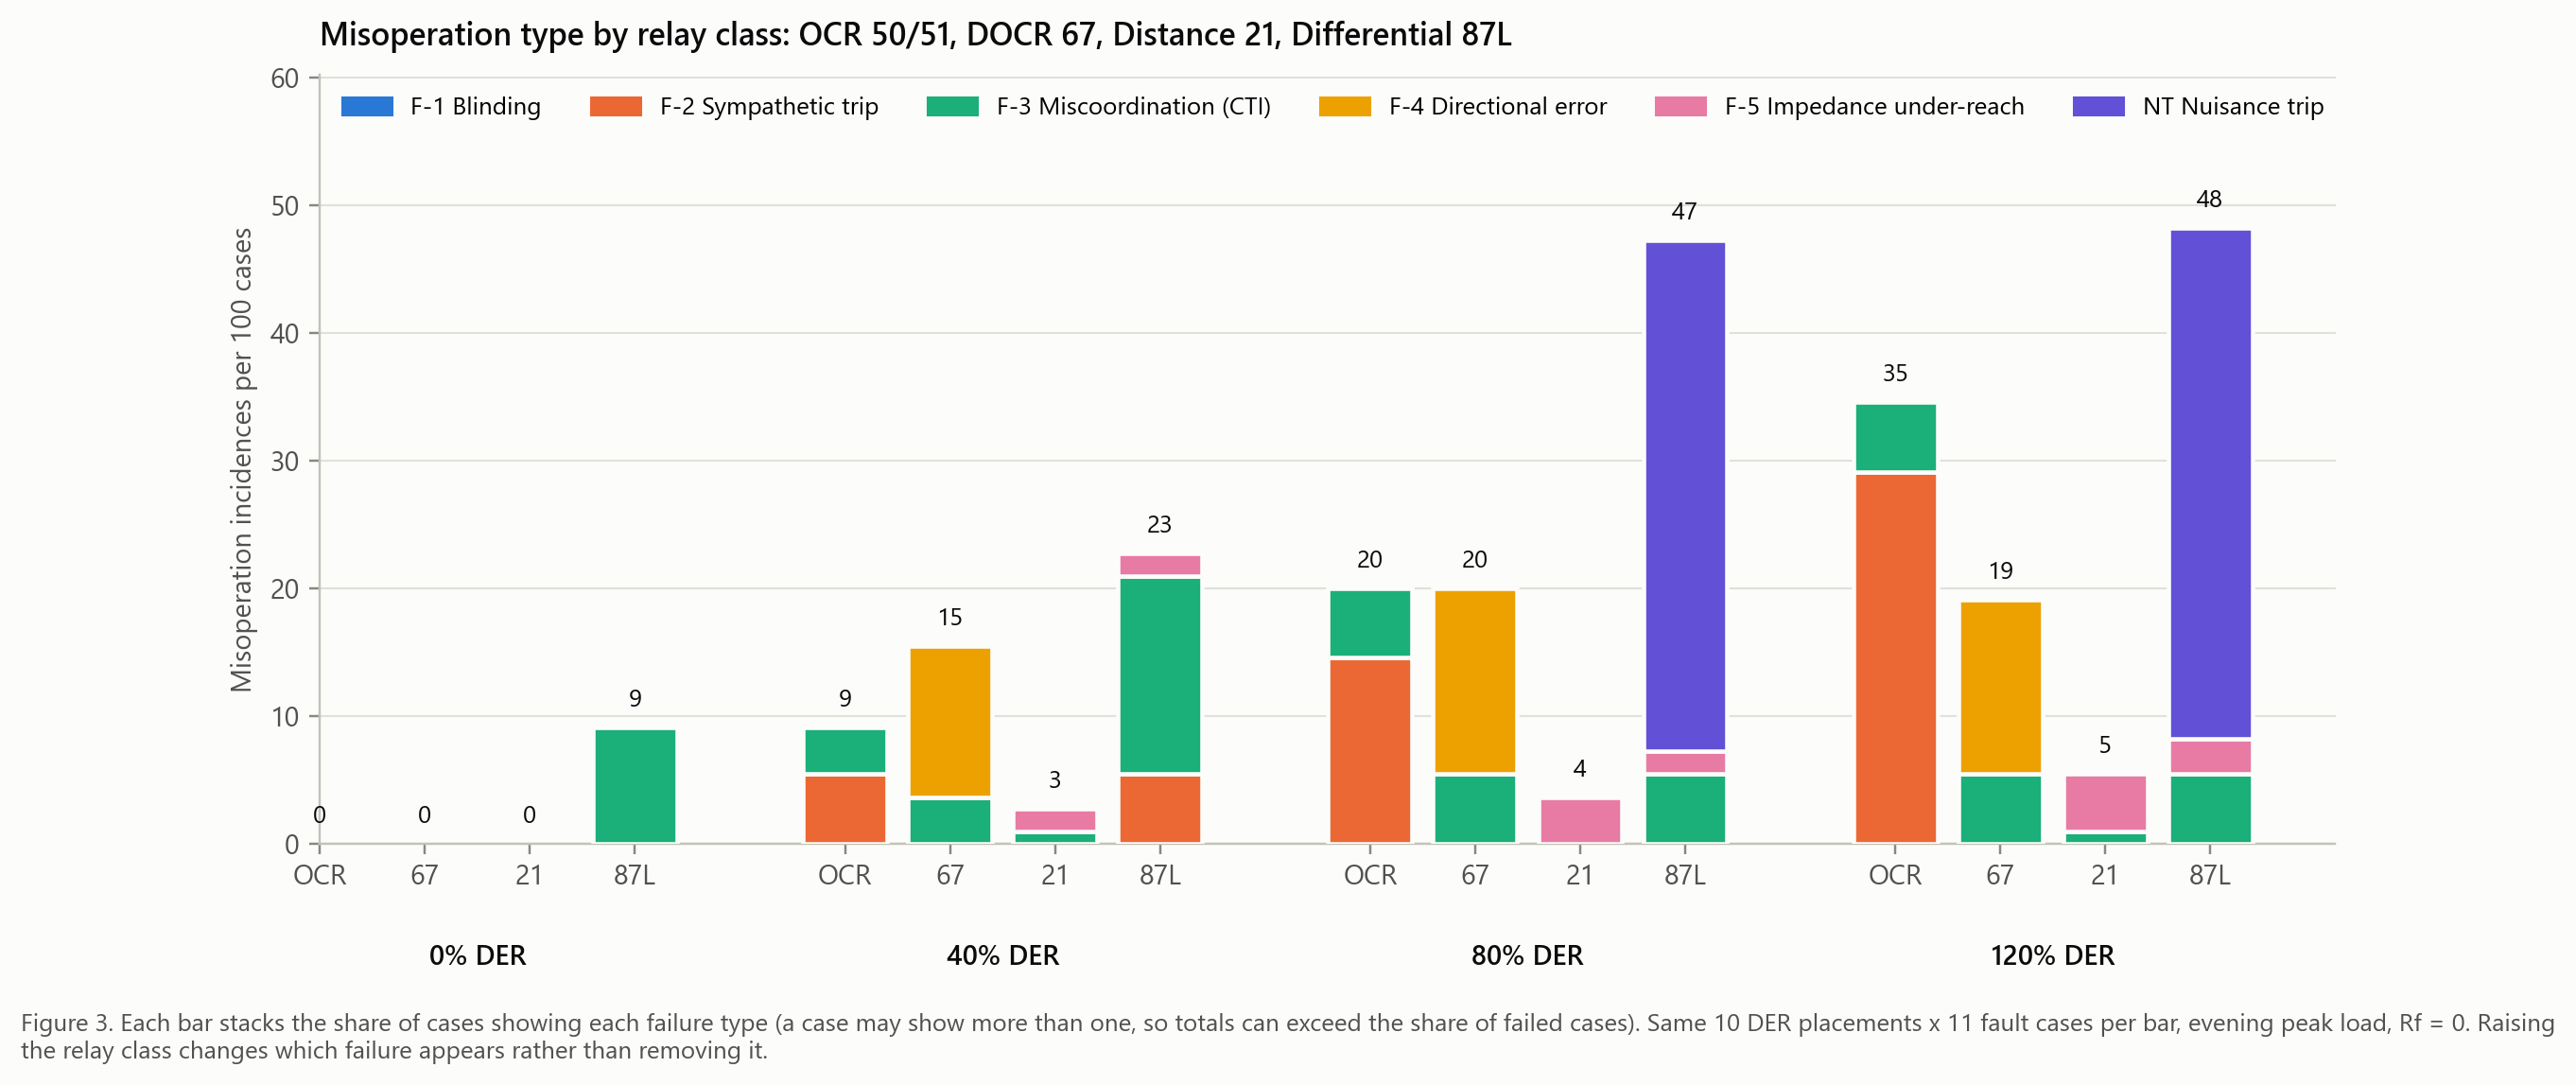 Misoperation type by relay class: OCR 50/51, DOCR 67, Distance 21, Differential 87L
F-1 Blinding
F-2 Sympathetic trip
F-3 Miscoordination (CTI)
F-4 Directional error
F-5 Impedance under-reach
NT Nuisance trip
Misoperation incidences per 100 cases
60
50
40
30
20
10
0
0
0
0
9
9
15
3
23
20
20
4
47
35
19
5
48
OCR 67 21 87L OCR 67 21 87L OCR 67 21 87L OCR 67 21 87L
0% DER 40% DER 80% DER 120% DER
Figure 3. Each bar stacks the share of cases showing each failure type (a case may show more than one, so totals can exceed the share of failed cases). Same 10 DER placements x 11 fault cases per bar, evening peak load, Rf = 0. Raising
the relay class changes which failure appears rather than removing it.